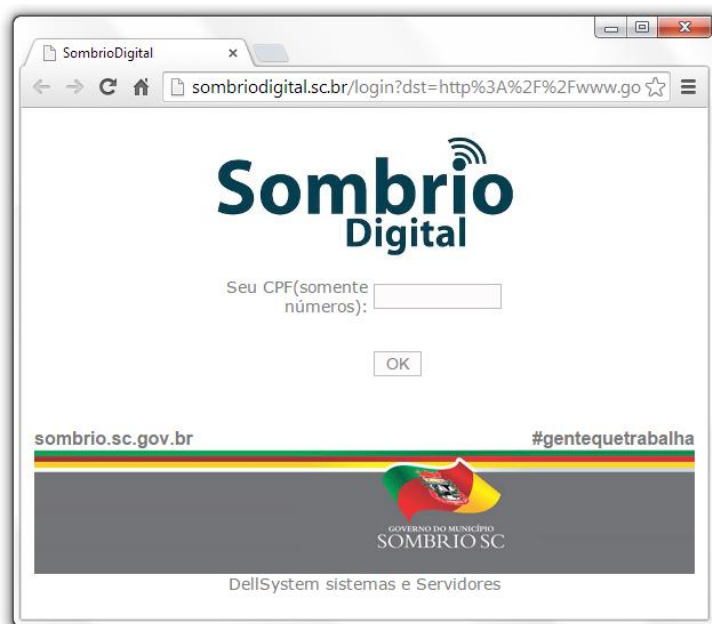 SombrioDigital
sombriodigital.sc.br/login?dst=http%3A%2F%2Fwww.go
Sombrio
Digital
Seu CPF(somente
números):
OK
sombrio.sc.gov.br #gentequetrabalha
GOVERNO DO MUNICÍPIO
SOMBRIO SC
DellSystem sistemas e Servidores